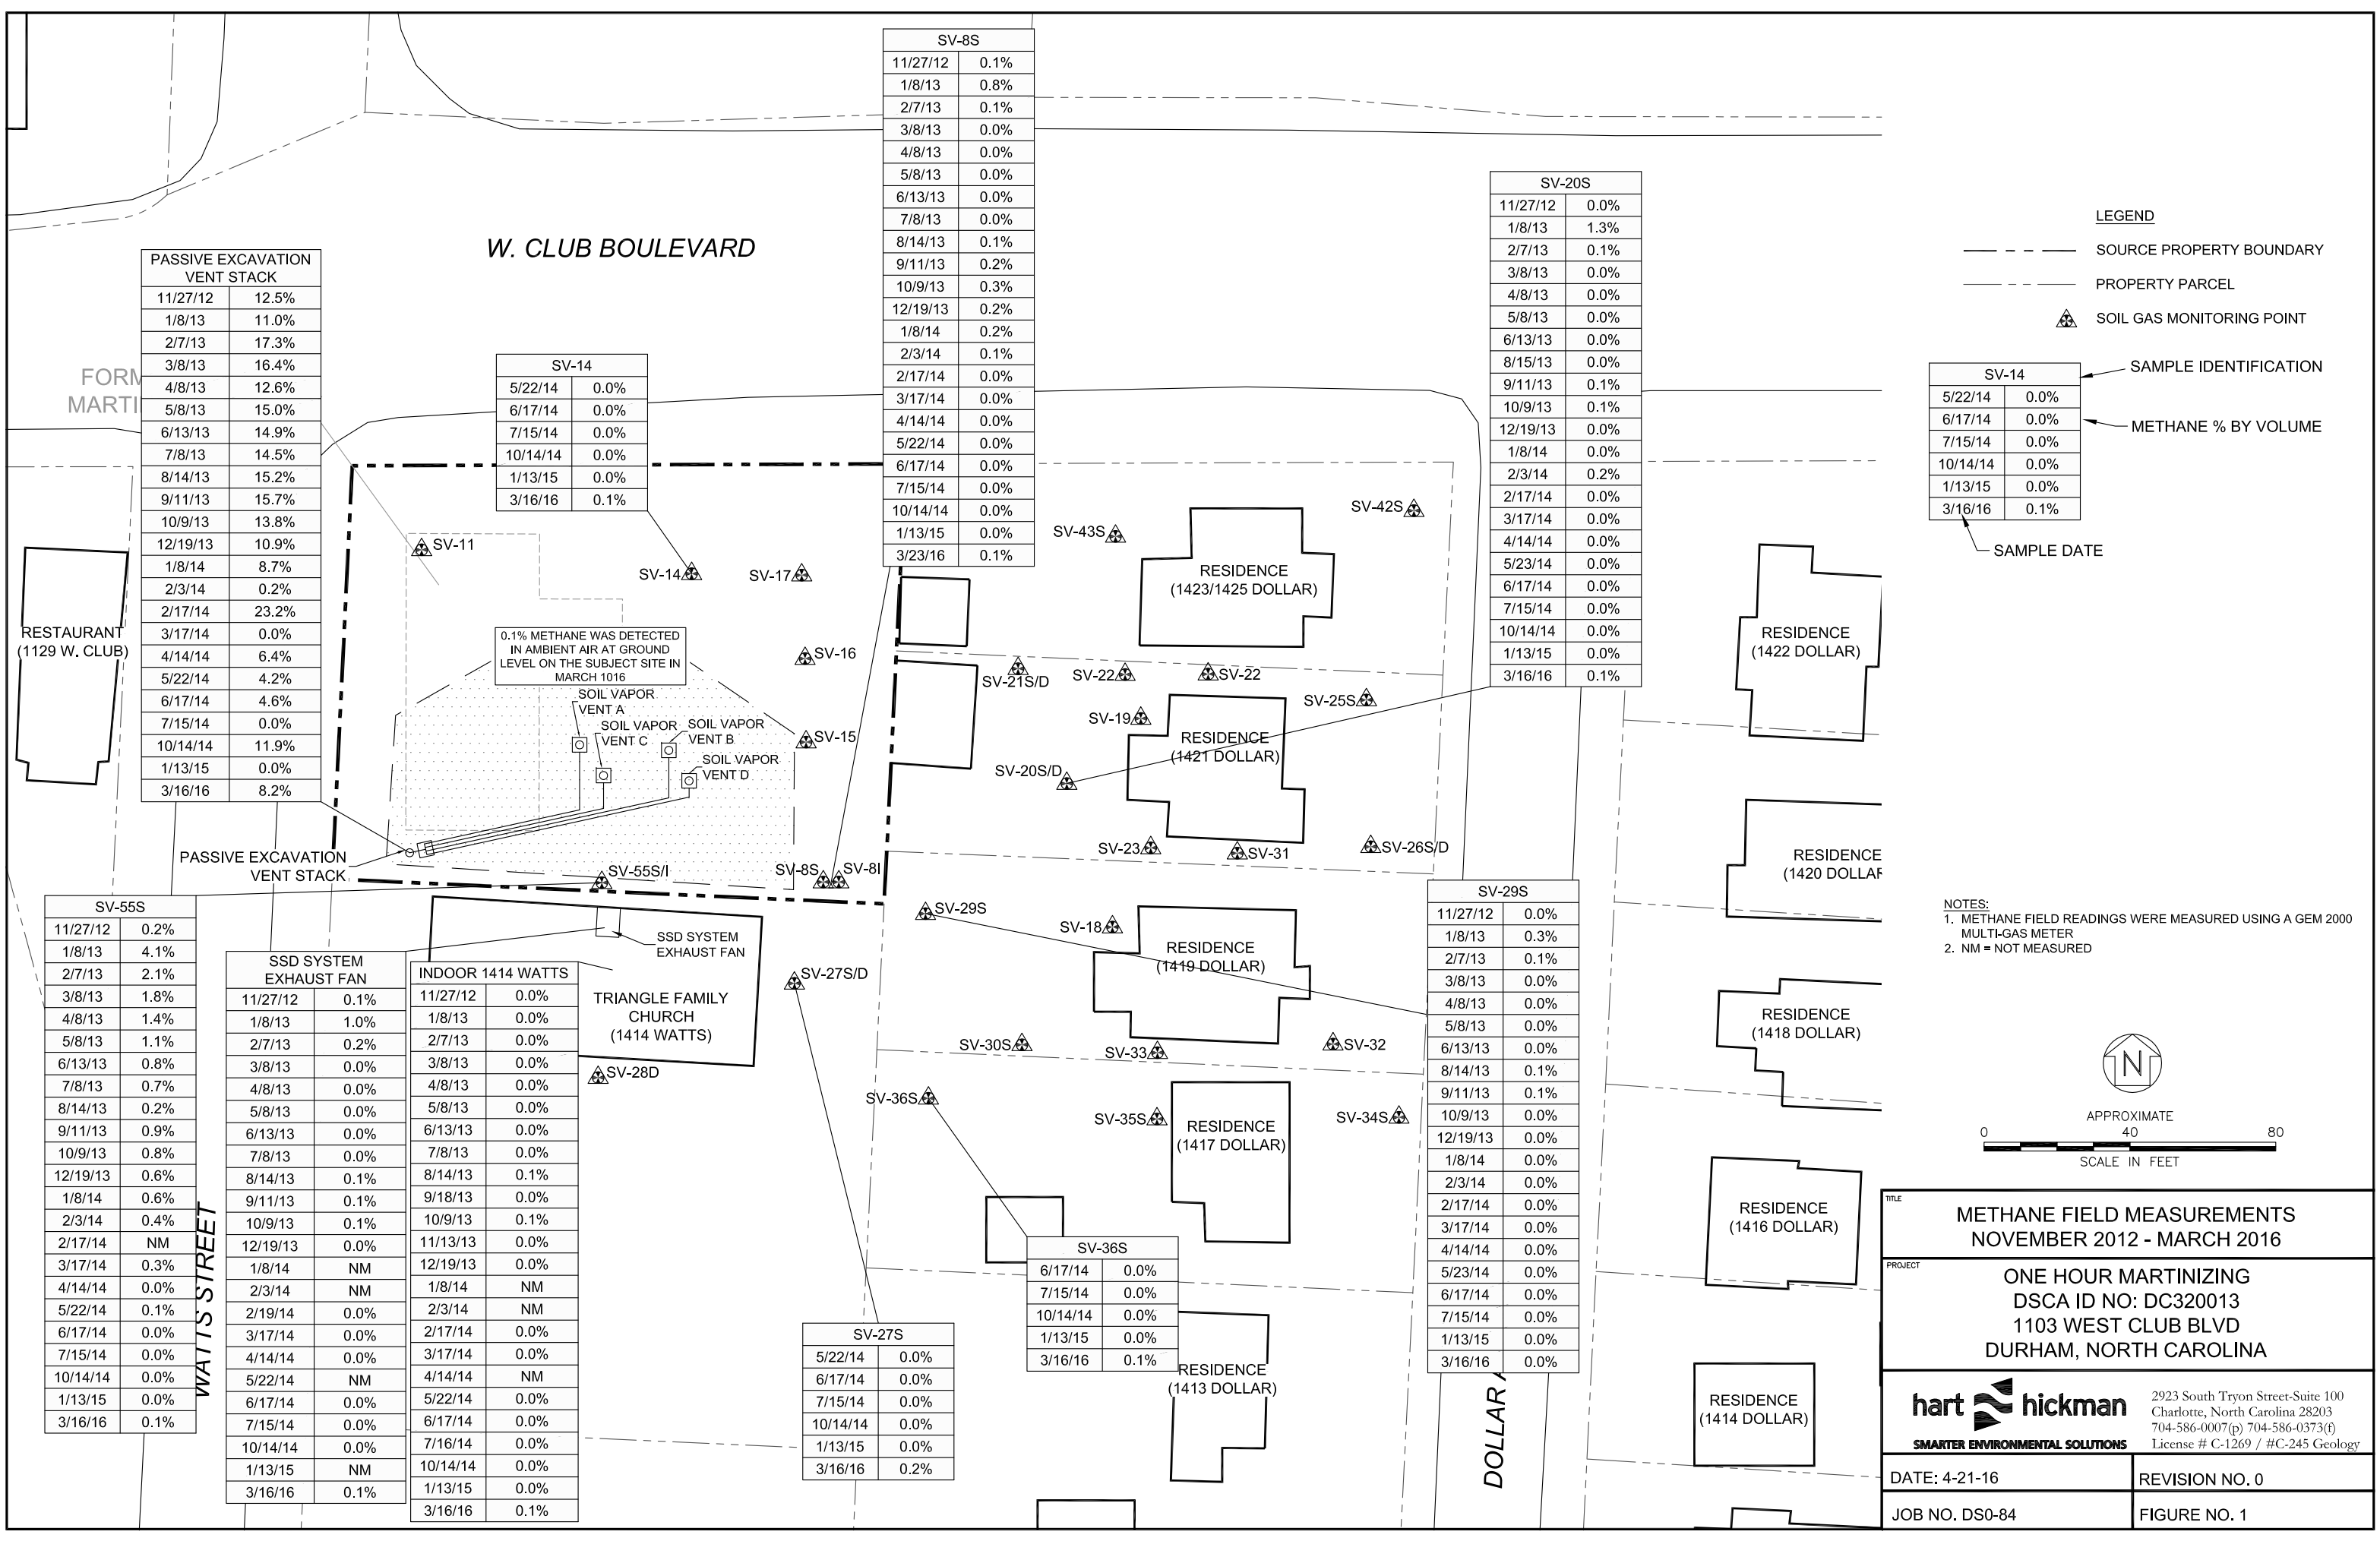 SV-8S
11/27/12 0.1%
1/8/13 0.8%
2/7/13 0.1%
3/8/13 0.0%
4/8/13 0.0%
5/8/13 0.0%
6/13/13 0.0%
7/8/13 0.0%
8/14/13 0.1%
9/11/13 0.2%
10/9/13 0.3%
12/19/13 0.2%
1/8/14 0.2%
2/3/14 0.1%
2/17/14 0.0%
3/17/14 0.0%
4/14/14 0.0%
5/22/14 0.0%
6/17/14 0.0%
7/15/14 0.0%
10/14/14 0.0%
1/13/15 0.0%
3/23/16 0.1%
W. CLUB BOULEVARD
PASSIVE EXCAVATION
VENT STACK
11/27/12 12.5%
1/8/13 11.0%
2/7/13 17.3%
3/8/13 16.4%
4/8/13 12.6%
5/8/13 15.0%
6/13/13 14.9%
7/8/13 14.5%
8/14/13 15.2%
9/11/13 15.7%
10/9/13 13.8%
12/19/13 10.9%
1/8/14 8.7%
2/3/14 0.2%
2/17/14 23.2%
3/17/14 0.0%
4/14/14 6.4%
5/22/14 4.2%
6/17/14 4.6%
7/15/14 0.0%
10/14/14 11.9%
1/13/15 0.0%
3/16/16 8.2%
FORM
MARTI
SV-14
5/22/14 0.0%
6/17/14 0.0%
7/15/14 0.0%
10/14/14 0.0%
1/13/15 0.0%
3/16/16 0.1%
SV-20S
11/27/12 0.0%
1/8/13 1.3%
2/7/13 0.1%
3/8/13 0.0%
4/8/13 0.0%
5/8/13 0.0%
6/13/13 0.0%
8/15/13 0.0%
9/11/13 0.1%
10/9/13 0.1%
12/19/13 0.0%
1/8/14 0.0%
2/3/14 0.2%
2/17/14 0.0%
3/17/14 0.0%
4/14/14 0.0%
5/23/14 0.0%
6/17/14 0.0%
7/15/14 0.0%
10/14/14 0.0%
1/13/15 0.0%
3/16/16 0.1%
LEGEND
SOURCE PROPERTY BOUNDARY
PROPERTY PARCEL
SOIL GAS MONITORING POINT
SAMPLE IDENTIFICATION
SV-14
5/22/14 0.0%
6/17/14 0.0%
7/15/14 0.0%
10/14/14 0.0%
1/13/15 0.0%
3/16/16 0.1%
METHANE % BY VOLUME
SAMPLE DATE
SV-11
SV-14
SV-17
SV-16
SV-15
SV-43S
SV-42S
RESIDENCE
(1423/1425 DOLLAR)
RESTAURANT
(1129 W. CLUB)
RESIDENCE
(1422 DOLLAR)
0.1% METHANE WAS DETECTED
IN AMBIENT AIR AT GROUND
LEVEL ON THE SUBJECT SITE IN
MARCH 1016
SOIL VAPOR
VENT A
SOIL VAPOR
VENT C
SOIL VAPOR
VENT B
SOIL VAPOR
VENT D
SV-21S/D
SV-22
SV-22
SV-25S
SV-19
RESIDENCE
(1421 DOLLAR)
SV-20S/D
SV-23
SV-31
SV-26S/D
RESIDENCE
(1420 DOLLAR
PASSIVE EXCAVATION
VENT STACK
SV-55S/I
SV-8S
SV-8I
SV-55S
11/27/12 0.2%
1/8/13 4.1%
2/7/13 2.1%
3/8/13 1.8%
4/8/13 1.4%
5/8/13 1.1%
6/13/13 0.8%
7/8/13 0.7%
8/14/13 0.2%
9/11/13 0.9%
10/9/13 0.8%
12/19/13 0.6%
1/8/14 0.6%
2/3/14 0.4%
2/17/14 NM
3/17/14 0.3%
4/14/14 0.0%
5/22/14 0.1%
6/17/14 0.0%
7/15/14 0.0%
10/14/14 0.0%
1/13/15 0.0%
3/16/16 0.1%
WATTS STREET
SSD SYSTEM
EXHAUST FAN
11/27/12 0.1%
1/8/13 1.0%
2/7/13 0.2%
3/8/13 0.0%
4/8/13 0.0%
5/8/13 0.0%
6/13/13 0.0%
7/8/13 0.0%
8/14/13 0.1%
9/11/13 0.1%
10/9/13 0.1%
12/19/13 0.0%
1/8/14 NM
2/3/14 NM
2/19/14 0.0%
3/17/14 0.0%
4/14/14 0.0%
5/22/14 NM
6/17/14 0.0%
7/15/14 0.0%
10/14/14 0.0%
1/13/15 NM
3/16/16 0.1%
INDOOR 1414 WATTS
11/27/12 0.0%
1/8/13 0.0%
2/7/13 0.0%
3/8/13 0.0%
4/8/13 0.0%
5/8/13 0.0%
6/13/13 0.0%
7/8/13 0.0%
8/14/13 0.1%
9/18/13 0.0%
10/9/13 0.1%
11/13/13 0.0%
12/19/13 0.0%
1/8/14 NM
2/3/14 NM
2/17/14 0.0%
3/17/14 0.0%
4/14/14 NM
5/22/14 0.0%
6/17/14 0.0%
7/16/14 0.0%
10/14/14 0.0%
1/13/15 0.0%
3/16/16 0.1%
SSD SYSTEM
EXHAUST FAN
TRIANGLE FAMILY
CHURCH
(1414 WATTS)
SV-28D
SV-27S/D
SV-29S
SV-18
RESIDENCE
(1419 DOLLAR)
SV-30S
SV-33
SV-32
SV-36S
SV-35S
RESIDENCE
(1417 DOLLAR)
SV-34S
SV-36S
6/17/14 0.0%
7/15/14 0.0%
10/14/14 0.0%
1/13/15 0.0%
3/16/16 0.1%
RESIDENCE
(1413 DOLLAR)
SV-27S
5/22/14 0.0%
6/17/14 0.0%
7/15/14 0.0%
10/14/14 0.0%
1/13/15 0.0%
3/16/16 0.2%
SV-29S
11/27/12 0.0%
1/8/13 0.3%
2/7/13 0.1%
3/8/13 0.0%
4/8/13 0.0%
5/8/13 0.0%
6/13/13 0.0%
8/14/13 0.1%
9/11/13 0.1%
10/9/13 0.0%
12/19/13 0.0%
1/8/14 0.0%
2/3/14 0.0%
2/17/14 0.0%
3/17/14 0.0%
4/14/14 0.0%
5/23/14 0.0%
6/17/14 0.0%
7/15/14 0.0%
1/13/15 0.0%
3/16/16 0.0%
DOLLAR A
RESIDENCE
(1418 DOLLAR)
RESIDENCE
(1416 DOLLAR)
RESIDENCE
(1414 DOLLAR)
NOTES:
1. METHANE FIELD READINGS WERE MEASURED USING A GEM 2000
MULTI-GAS METER
2. NM = NOT MEASURED
N
APPROXIMATE
0 40 80
SCALE IN FEET
TITLE
METHANE FIELD MEASUREMENTS
NOVEMBER 2012 - MARCH 2016
PROJECT
ONE HOUR MARTINIZING
DSCA ID NO: DC320013
1103 WEST CLUB BLVD
DURHAM, NORTH CAROLINA
hart hickman
SMARTER ENVIRONMENTAL SOLUTIONS
2923 South Tryon Street-Suite 100
Charlotte, North Carolina 28203
704-586-0007(p) 704-586-0373(f)
License # C-1269 / #C-245 Geology
DATE: 4-21-16
REVISION NO. 0
JOB NO. DS0-84
FIGURE NO. 1